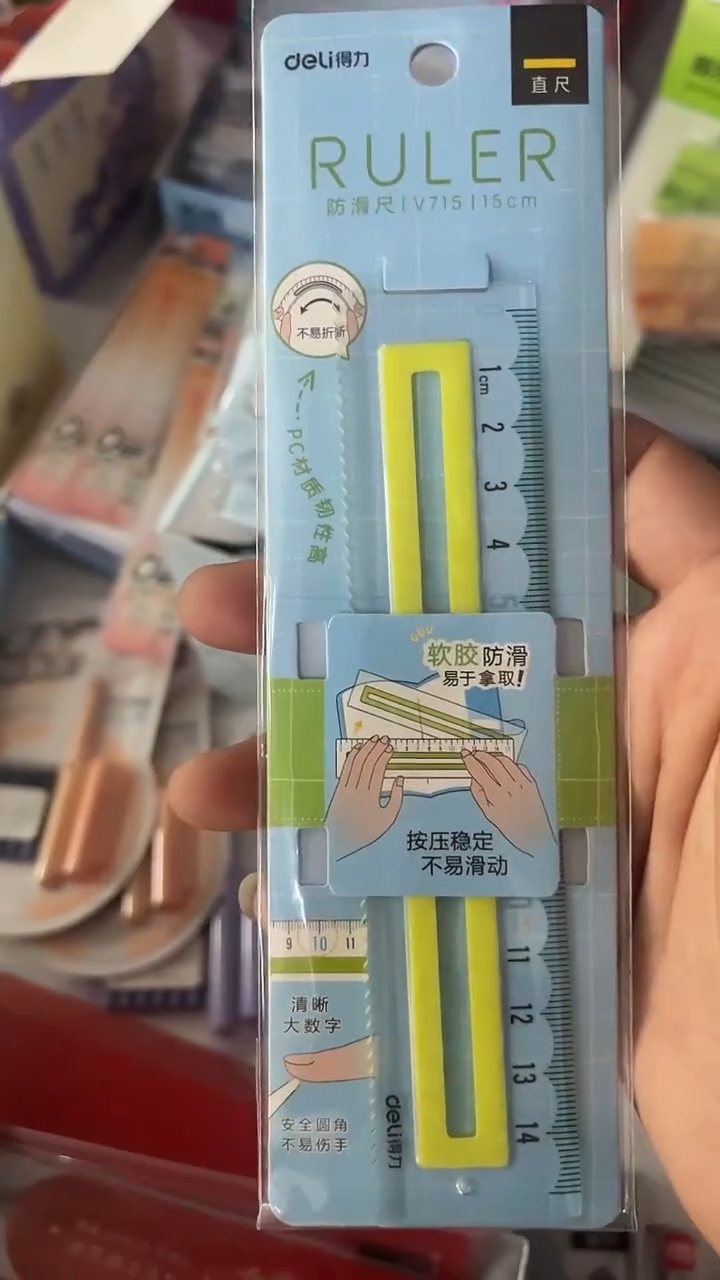 deli得力
直尺
RULER
防滑尺|V715|15cm
不易折断
PC材质韧性高
1cm
2
3
4
5
软胶防滑
易于拿取!
按压稳定
不易滑动
9 10 11
清晰
大数字
11
12
13
14
安全圆角
不易伤手
deli得力